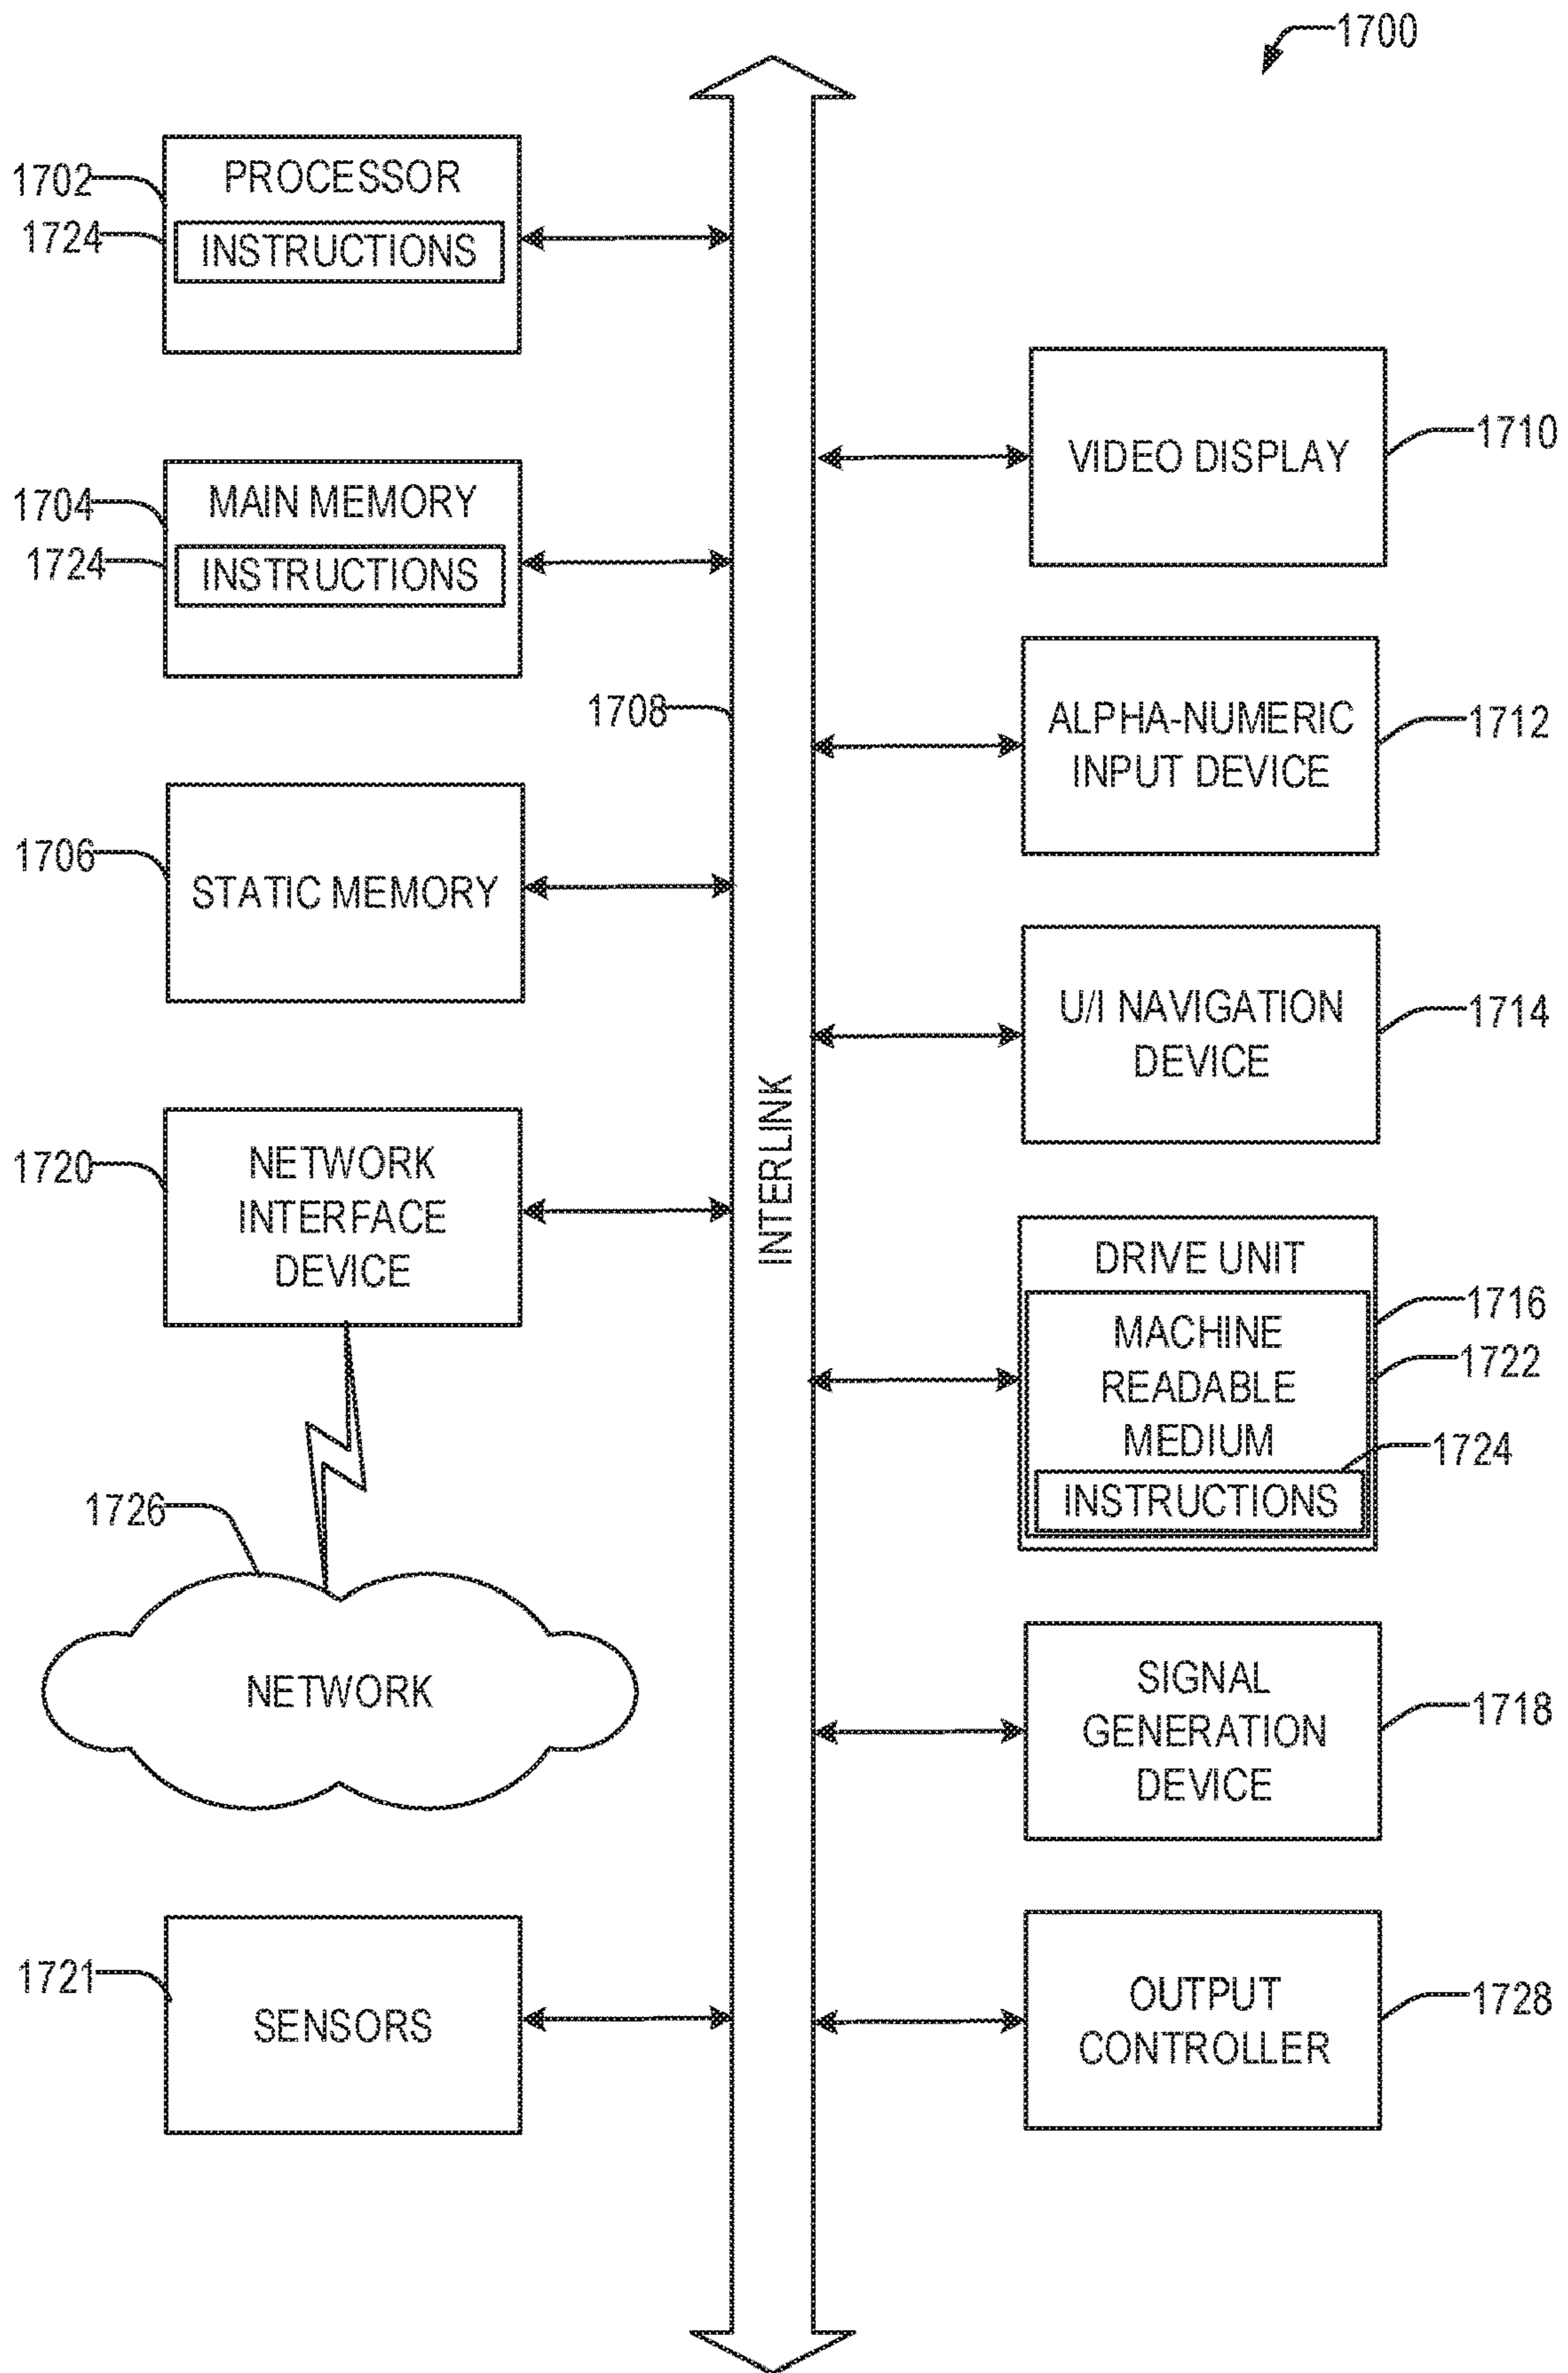 1700
1702
PROCESSOR
1724
INSTRUCTIONS
1704
MAIN MEMORY
1724
INSTRUCTIONS
1708
1706
STATIC MEMORY
1720
NETWORK
INTERFACE
DEVICE
1726
NETWORK
1721
SENSORS
INTERLINK
VIDEO DISPLAY
1710
ALPHA-NUMERIC
INPUT DEVICE
1712
U/I NAVIGATION
DEVICE
1714
DRIVE UNIT
1716
MACHINE
READABLE
MEDIUM
1722
1724
INSTRUCTIONS
SIGNAL
GENERATION
DEVICE
1718
OUTPUT
CONTROLLER
1728